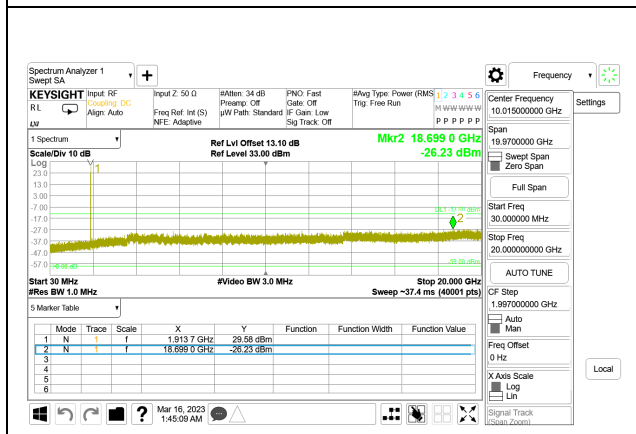 Spectrum Analyzer 1
Swept SA
Frequency
KEYSIGHT
RL
Input: RF
Coupling: DC
Align: Auto
Input Z: 50 Ω
Freq Ref: Int (S)
NFE: Adaptive
#Atten: 34 dB
Preamp: Off
µW Path: Standard
PNO: Fast
Gate: Off
IF Gain: Low
Sig Track: Off
#Avg Type: Power (RMS
Trig: Free Run
1 2 3 4 5 6
M W W W W W
P P P P P P
1 Spectrum
Scale/Div 10 dB
Ref Lvl Offset 13.10 dB
Ref Level 33.00 dBm
Mkr2 18.699 0 GHz
-26.23 dBm
Log
23.0
13.0
3.00
-7.00
-17.0
-27.0
-37.0
-47.0
-57.0
1
2
Start 30 MHz
#Res BW 1.0 MHz
#Video BW 3.0 MHz
Stop 20.000 GHz
Sweep ~37.4 ms (40001 pts)
5 Marker Table
Mode Trace Scale X Y Function Function Width Function Value
1 N 1 f 1.913 7 GHz 29.58 dBm
2 N 1 f 18.699 0 GHz -26.23 dBm
3
4
5
6
Mar 16, 2023
1:45:09 AM
Center Frequency
10.015000000 GHz
Settings
Span
19.9700000 GHz
Swept Span
Zero Span
Full Span
Start Freq
30.000000 MHz
Stop Freq
20.000000000 GHz
AUTO TUNE
CF Step
1.997000000 GHz
Auto
Man
Freq Offset
0 Hz
X Axis Scale
Log
Lin
Local
Signal Track
(Span Zoom)